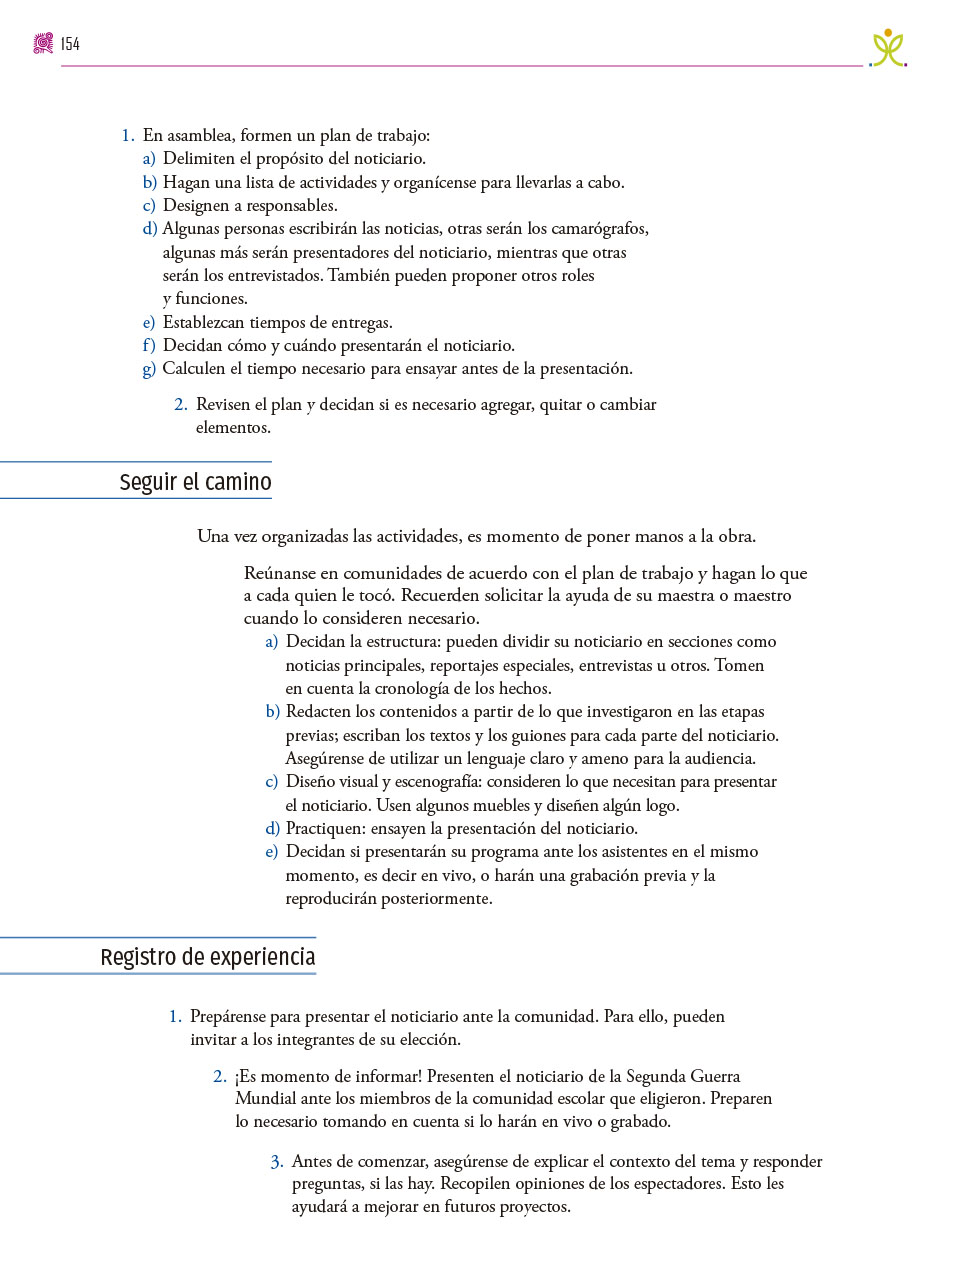 154
1. En asamblea, formen un plan de trabajo:
a) Delimiten el propósito del noticiario.
b) Hagan una lista de actividades y organícense para llevarlas a cabo.
c) Designen a responsables.
d) Algunas personas escribirán las noticias, otras serán los camarógrafos,
algunas más serán presentadores del noticiario, mientras que otras
serán los entrevistados. También pueden proponer otros roles
y funciones.
e) Establezcan tiempos de entregas.
f) Decidan cómo y cuándo presentarán el noticiario.
g) Calculen el tiempo necesario para ensayar antes de la presentación.
2. Revisen el plan y decidan si es necesario agregar, quitar o cambiar
elementos.
Seguir el camino
Una vez organizadas las actividades, es momento de poner manos a la obra.
Reúnanse en comunidades de acuerdo con el plan de trabajo y hagan lo que
a cada quien le tocó. Recuerden solicitar la ayuda de su maestra o maestro
cuando lo consideren necesario.
a) Decidan la estructura: pueden dividir su noticiario en secciones como
noticias principales, reportajes especiales, entrevistas u otros. Tomen
en cuenta la cronología de los hechos.
b) Redacten los contenidos a partir de lo que investigaron en las etapas
previas; escriban los textos y los guiones para cada parte del noticiario.
Asegúrense de utilizar un lenguaje claro y ameno para la audiencia.
c) Diseño visual y escenografía: consideren lo que necesitan para presentar
el noticiario. Usen algunos muebles y diseñen algún logo.
d) Practiquen: ensayen la presentación del noticiario.
e) Decidan si presentarán su programa ante los asistentes en el mismo
momento, es decir en vivo, o harán una grabación previa y la
reproducirán posteriormente.
Registro de experiencia
1. Prepárense para presentar el noticiario ante la comunidad. Para ello, pueden
invitar a los integrantes de su elección.
2. ¡Es momento de informar! Presenten el noticiario de la Segunda Guerra
Mundial ante los miembros de la comunidad escolar que eligieron. Preparen
lo necesario tomando en cuenta si lo harán en vivo o grabado.
3. Antes de comenzar, asegúrense de explicar el contexto del tema y responder
preguntas, si las hay. Recopilen opiniones de los espectadores. Esto les
ayudará a mejorar en futuros proyectos.